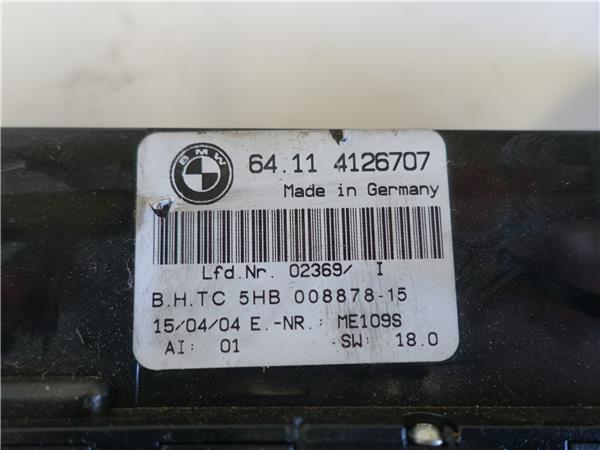 BMW
64.11 4126707
Made in Germany
Lfd.Nr. 02369/ I
B.H.TC 5HB 008878-15
15/04/04 E.-NR.: ME109S
AI: 01 SW: 18.0